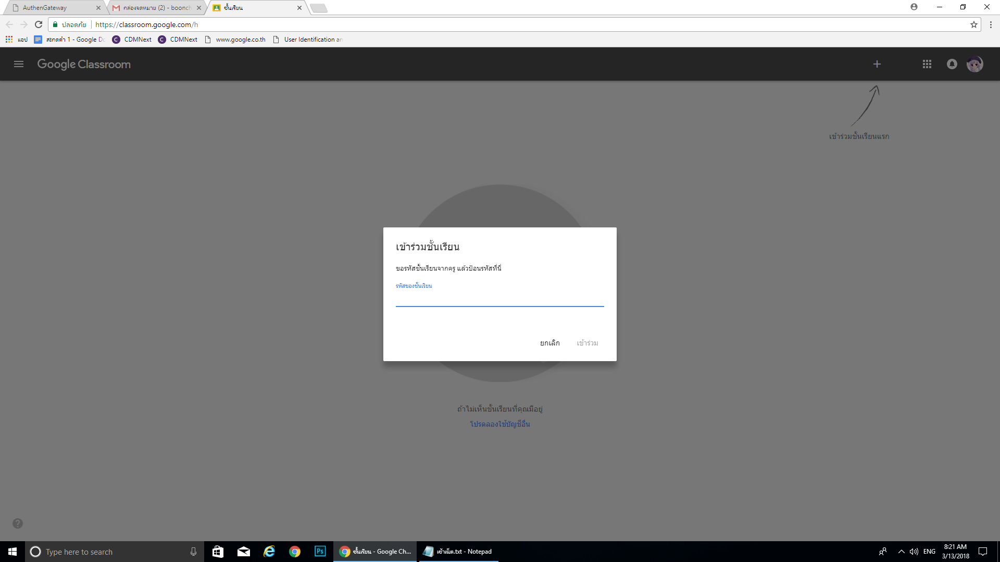 AuthenGateway
กล่องจดหมาย (2) - boonch
ชั้นเรียน
ปลอดภัย
https://classroom.google.com/h
แอป
สะกดคำ 1 - Google Do
CDMNext
CDMNext
www.google.co.th
User Identification an
Google Classroom
เข้าร่วมชั้นเรียนแรก
เข้าร่วมชั้นเรียน
ขอรหัสชั้นเรียนจากครู แล้วป้อนรหัสที่นี่
รหัสของชั้นเรียน
ยกเลิก
เข้าร่วม
ถ้าไม่เห็นชั้นเรียนที่คุณมีอยู่
โปรดลองใช้บัญชีอื่น
Type here to search
Ps
ชั้นเรียน - Google Ch...
เข้าเน็ต.txt - Notepad
ENG
8:21 AM
3/13/2018